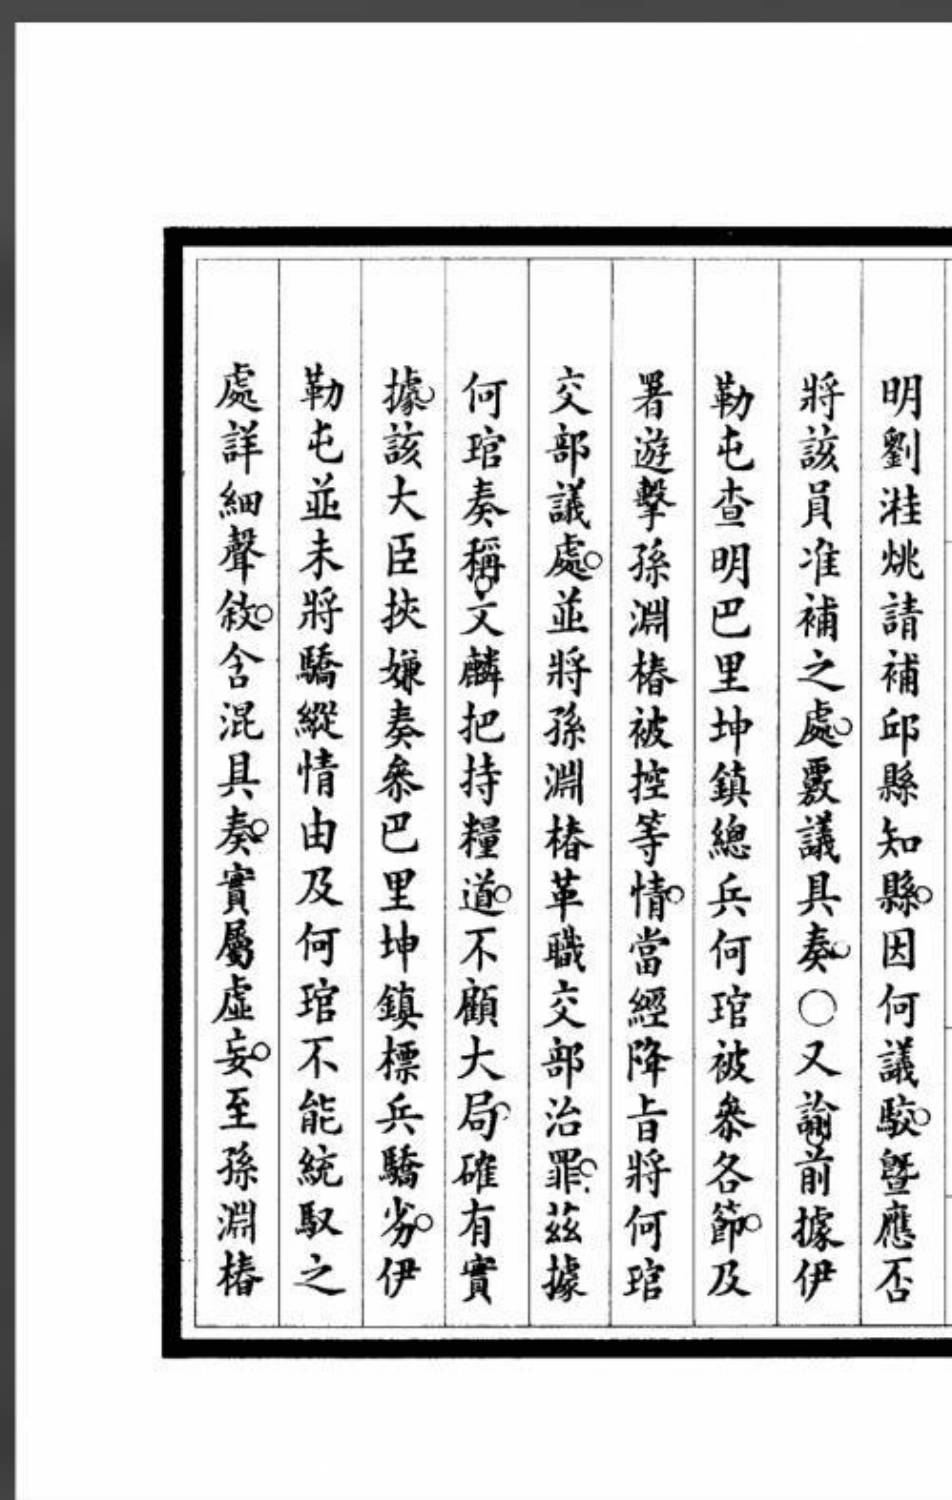 明劉溎烑請補邱縣知縣○因何議駮○暨應否
將該員准補之處○覈議具奏○○又諭○前據伊
勒屯查明巴里坤鎮總兵何琯被叅各節○及
署遊擊孫淵椿被控等情○當經降旨將何琯
交部議處○並將孫淵椿革職交部治罪○茲據
何琯奏稱○文麟把持糧道○不顧大局○確有實
據○該大臣挾嫌奏叅巴里坤鎮標兵驕劣○伊
勒屯並未將驕縱情由及何琯不能統馭之
處詳細聲敘○含混具奏○實屬虛妄○至孫淵椿